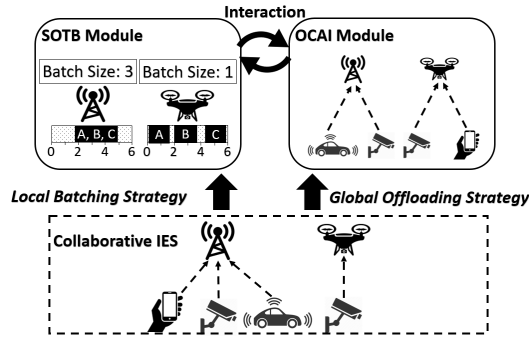 Interaction
SOTB Module
OCAI Module
Batch Size: 3
Batch Size: 1
A, B, C
A
B
C
0 2 4 6
0 2 4 6
Local Batching Strategy
Global Offloading Strategy
Collaborative IES